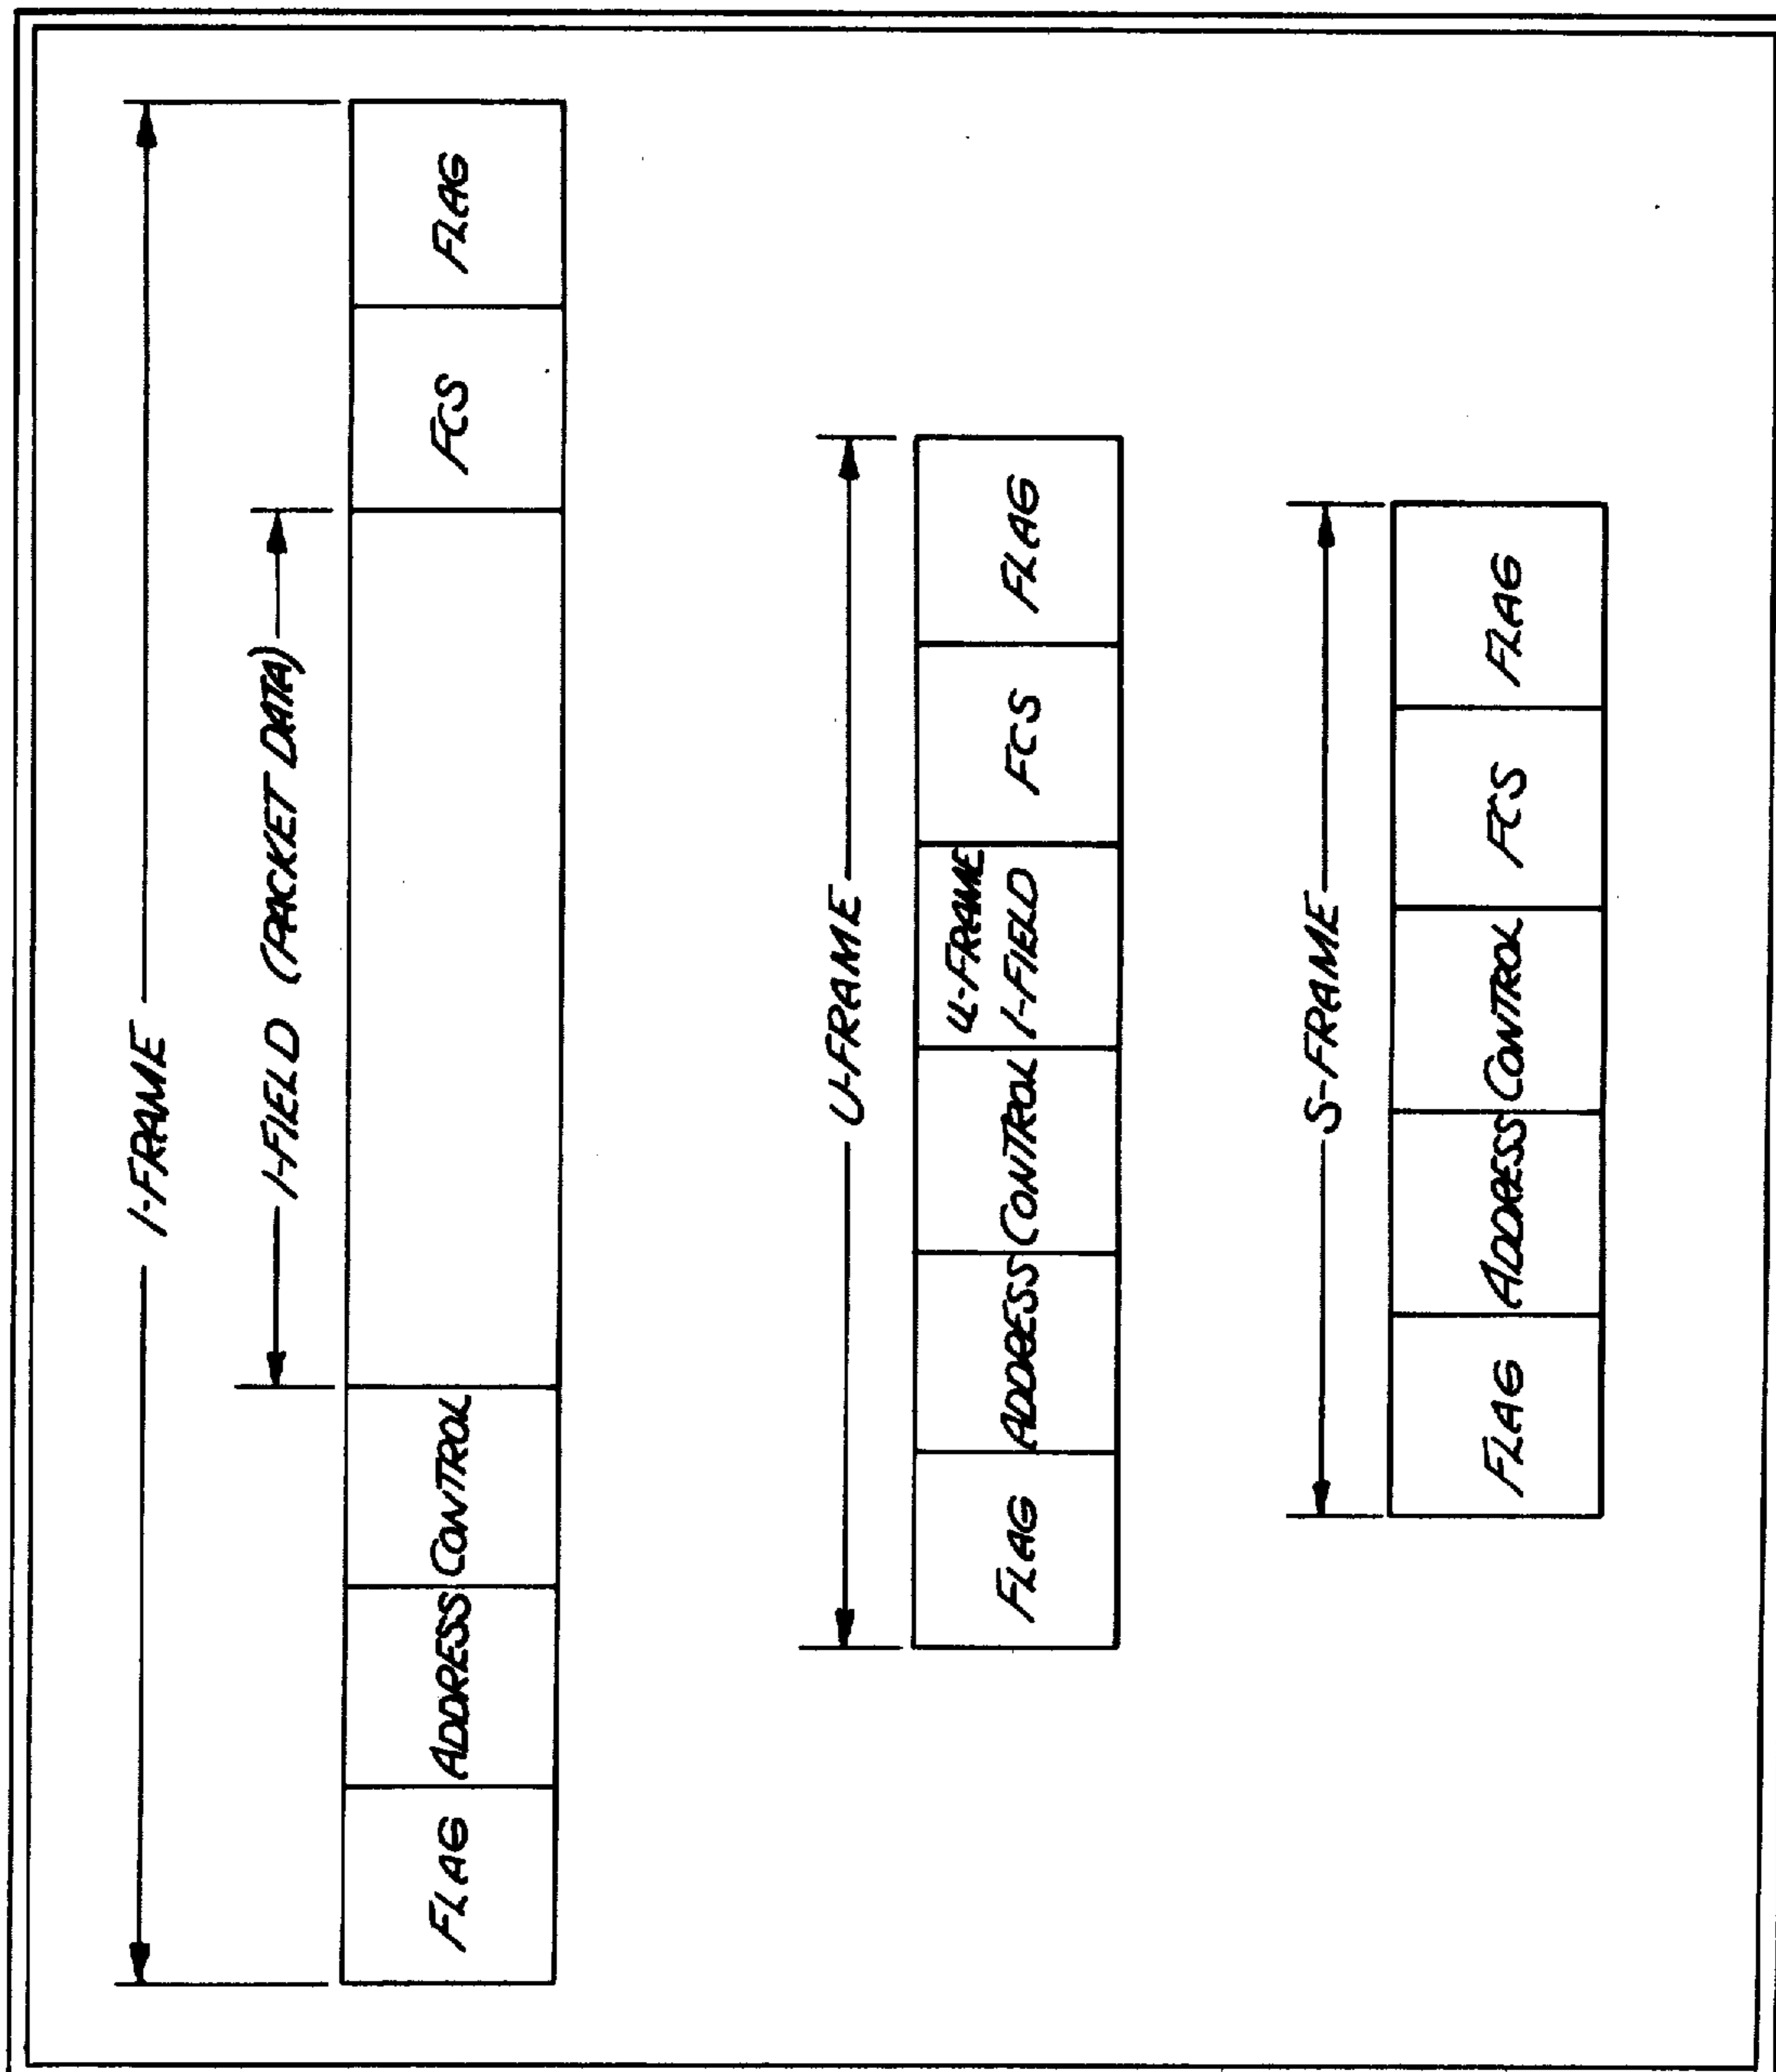 I-FRAME
I-FIELD (PACKET DATA)
FLAG ADDRESS CONTROL FCS FLAG
U-FRAME
FLAG ADDRESS CONTROL U-FRAME I-FIELD FCS FLAG
S-FRAME
FLAG ADDRESS CONTROL FCS FLAG